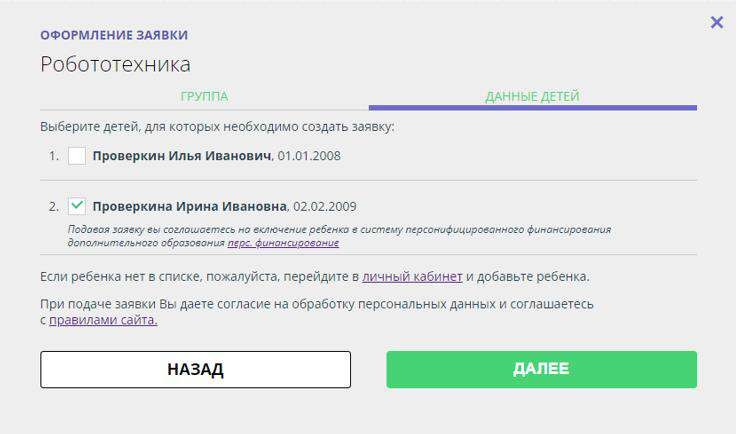 ОФОРМЛЕНИЕ ЗАЯВКИ
Робототехника
ГРУППА
ДАННЫЕ ДЕТЕЙ
Выберите детей, для которых необходимо создать заявку:
1. Проверкин Илья Иванович, 01.01.2008
2. Проверкина Ирина Ивановна, 02.02.2009
Подавая заявку вы соглашаетесь на включение ребенка в систему персонифицированного финансирования
дополнительного образования перс. финансирование
Если ребенка нет в списке, пожалуйста, перейдите в личный кабинет и добавьте ребенка.
При подаче заявки Вы даете согласие на обработку персональных данных и соглашаетесь
с правилами сайта.
НАЗАД
ДАЛЕЕ